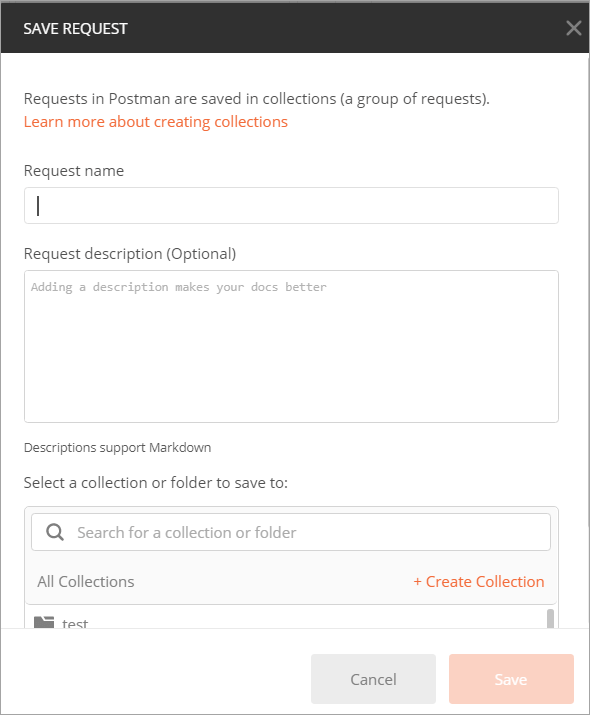 SAVE REQUEST
Requests in Postman are saved in collections (a group of requests).
Learn more about creating collections
Request name
Request description (Optional)
Adding a description makes your docs better
Descriptions support Markdown
Select a collection or folder to save to:
Search for a collection or folder
All Collections + Create Collection
test
Cancel Save